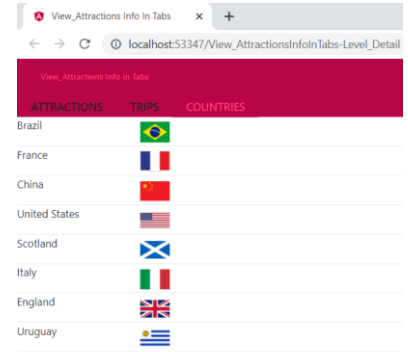 View_Attractions Info In Tabs
localhost:53347/View_AttractionsInfoInTabs-Level_Detail
View_Attractions Info In Tabs
ATTRACTIONS TRIPS COUNTRIES
Brazil
France
China
United States
Scotland
Italy
England
Uruguay